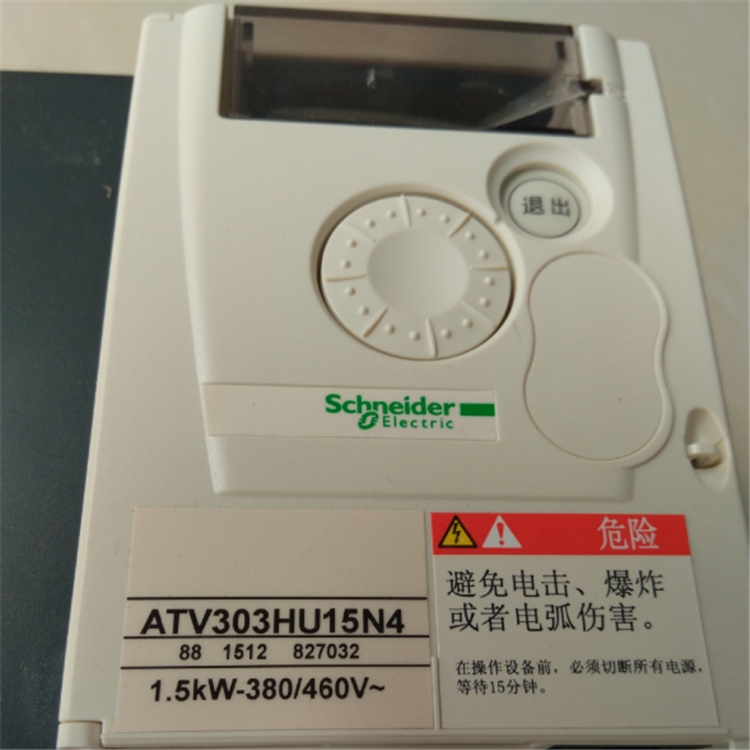 退出
Schneider
Electric
ATV303HU15N4
88 1512 827032
1.5kW-380/460V~
危险
避免电击、爆炸
或者电弧伤害。
在操作设备前，必须切断所有电源，
等待15分钟。